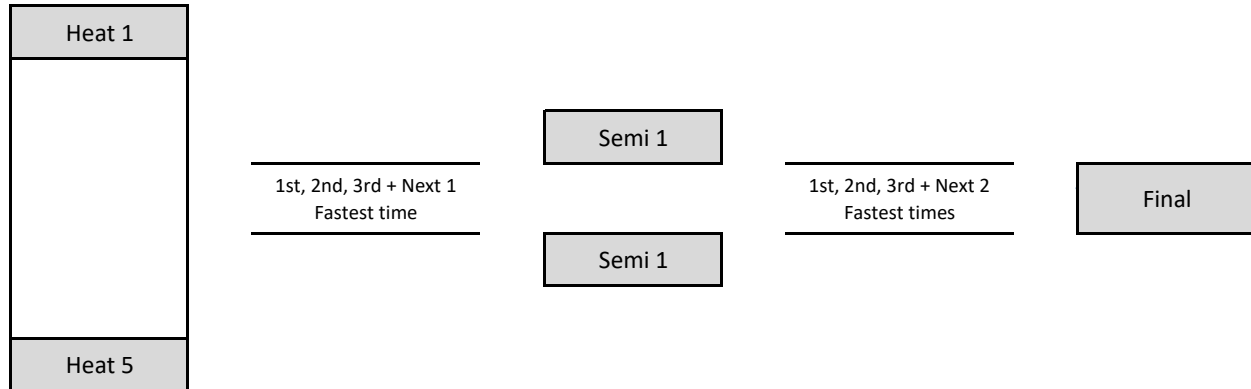 Heat 1
Semi 1
1st, 2nd, 3rd + Next 1
Fastest time
1st, 2nd, 3rd + Next 2
Fastest times
Final
Semi 1
Heat 5